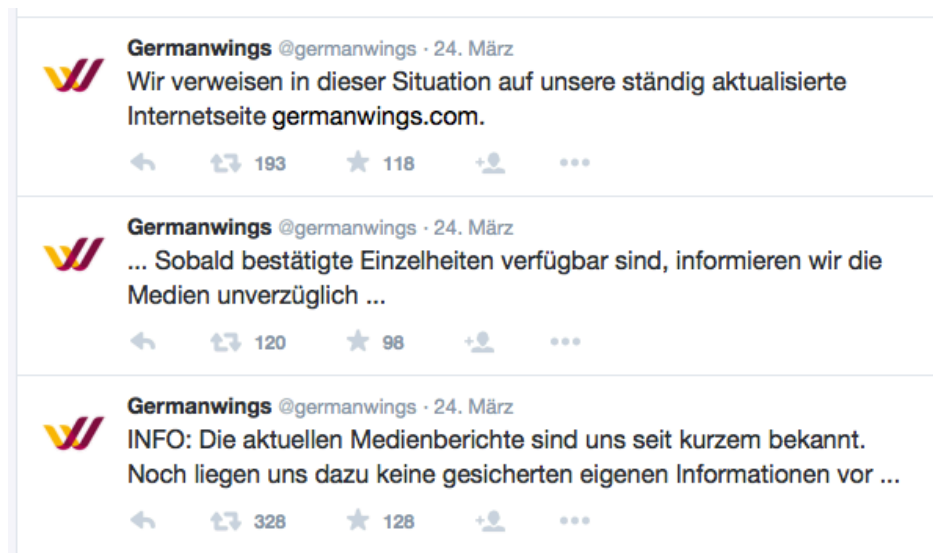 Germanwings @germanwings · 24. März
Wir verweisen in dieser Situation auf unsere ständig aktualisierte
Internetseite germanwings.com.
193 118
Germanwings @germanwings · 24. März
... Sobald bestätigte Einzelheiten verfügbar sind, informieren wir die
Medien unverzüglich ...
120 98
Germanwings @germanwings · 24. März
INFO: Die aktuellen Medienberichte sind uns seit kurzem bekannt.
Noch liegen uns dazu keine gesicherten eigenen Informationen vor ...
328 128